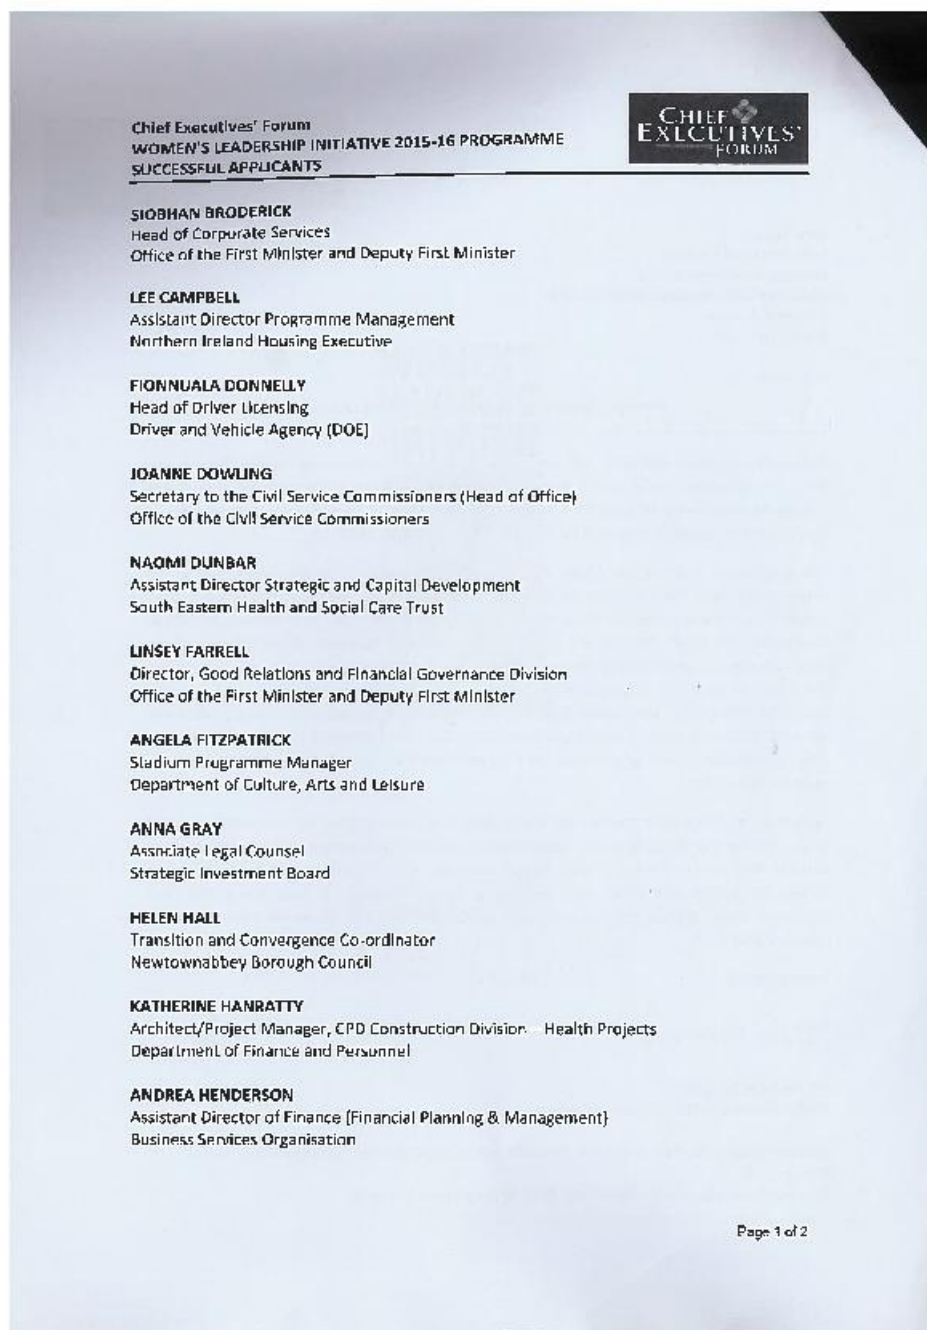 Chief Executives' Forum
WOMEN'S LEADERSHIP INITIATIVE 2015-16 PROGRAMME
SUCCESSFUL APPLICANTS
CHIEF
EXECUTIVES'
FORUM
SIOBHAN BRODERICK
Head of Corporate Services
Office of the First Minister and Deputy First Minister
LEE CAMPBELL
Assistant Director Programme Management
Northern Ireland Housing Executive
FIONNUALA DONNELLY
Head of Driver Licensing
Driver and Vehicle Agency (DOE)
JOANNE DOWLING
Secretary to the Civil Service Commissioners (Head of Office)
Office of the Civil Service Commissioners
NAOMI DUNBAR
Assistant Director Strategic and Capital Development
South Eastern Health and Social Care Trust
LINSEY FARRELL
Director, Good Relations and Financial Governance Division
Office of the First Minister and Deputy First Minister
ANGELA FITZPATRICK
Stadium Programme Manager
Department of Culture, Arts and Leisure
ANNA GRAY
Associate Legal Counsel
Strategic Investment Board
HELEN HALL
Transition and Convergence Co-ordinator
Newtownabbey Borough Council
KATHERINE HANRATTY
Architect/Project Manager, CPD Construction Division – Health Projects
Department of Finance and Personnel
ANDREA HENDERSON
Assistant Director of Finance (Financial Planning & Management)
Business Services Organisation
Page 1 of 2